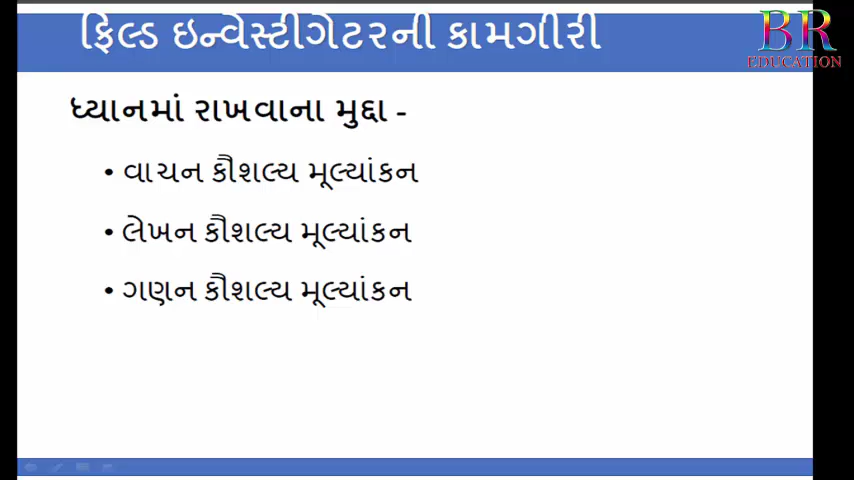 ફિલ્ડ ઇન્વેસ્ટીગેટરની કામગીરી
BR
EDUCATION
ધ્યાનમાં રાખવાના મુદ્દા -
• વાચન કૌશલ્ય મૂલ્યાંકન
• લેખન કૌશલ્ય મૂલ્યાંકન
• ગણન કૌશલ્ય મૂલ્યાંકન